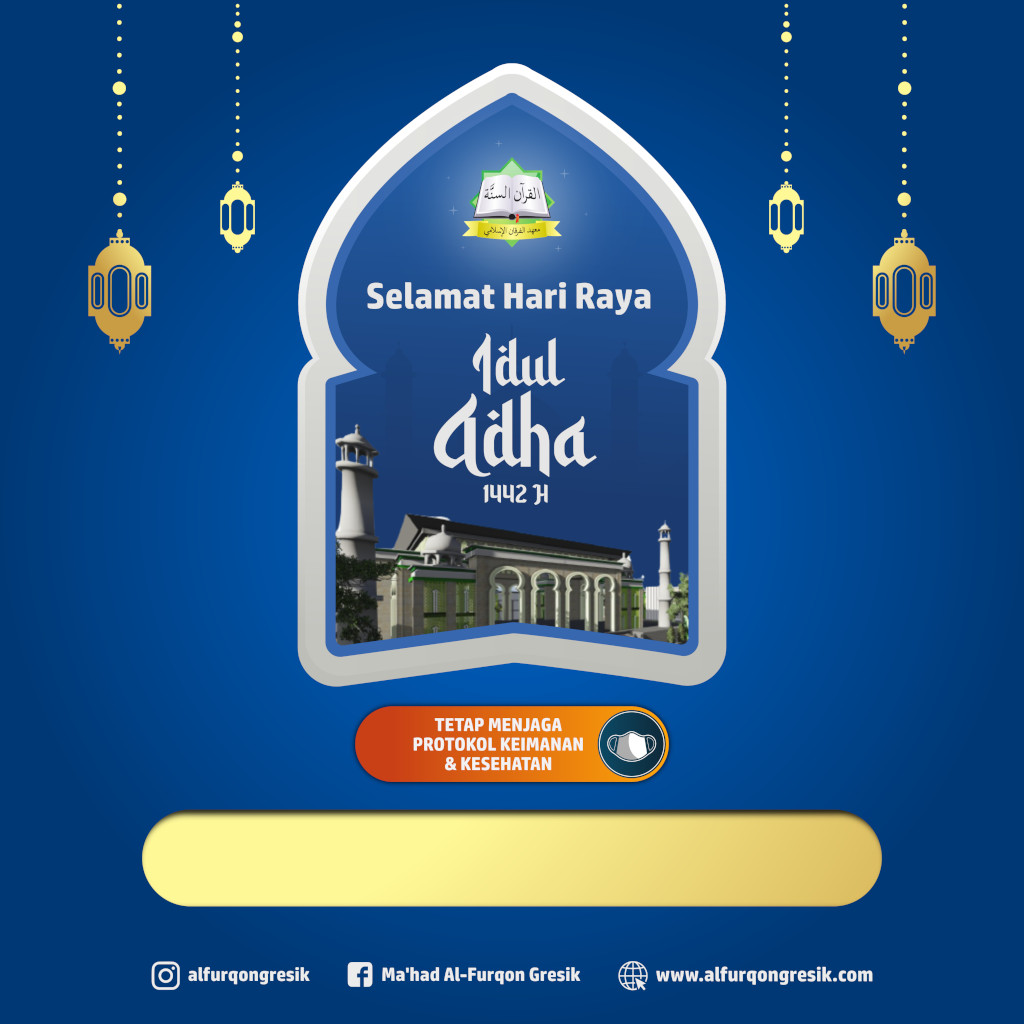 القرآن السنَّة
معهد الفرقان الإسلامي
Selamat Hari Raya
Idul
Adha
1442 H
TETAP MENJAGA
PROTOKOL KEIMANAN
& KESEHATAN
alfurqongresik
Ma'had Al-Furqon Gresik
www.alfurqongresik.com